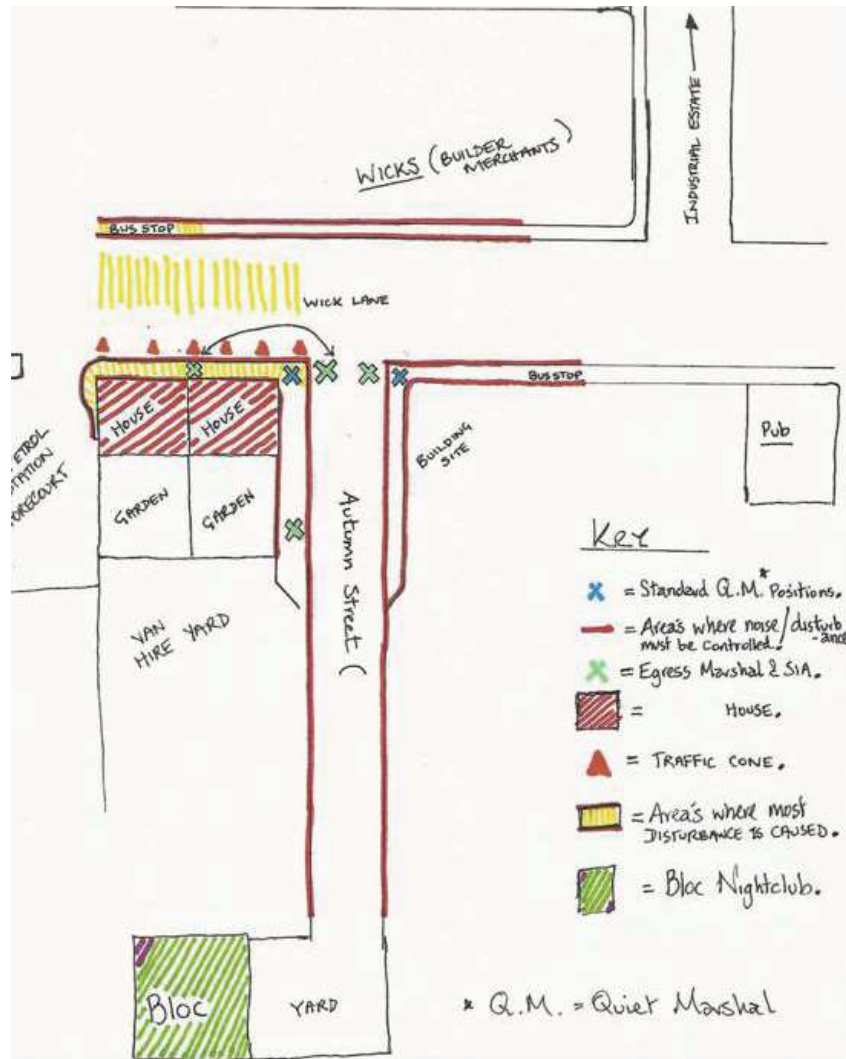 WICKS (BUILDER
MERCHANTS)
INDUSTRIAL ESTATE
BUS STOP
WICK LANE
BUS STOP
HOUSE
HOUSE
BUILDING
SITE
Pub
ETROL
STATION
ORECOURT
GARDEN
GARDEN
Autumn Street (
VAN
HIRE YARD
Key
= Standard Q.M.* Positions.
= Area's where noise/disturb
-ance
must be controlled.
= Egress Marshal & SIA.
= HOUSE.
= TRAFFIC CONE.
= Area's where most
DISTURBANCE IS CAUSED.
= Bloc Nightclub.
Bloc
YARD
* Q.M. = Quiet Marshal